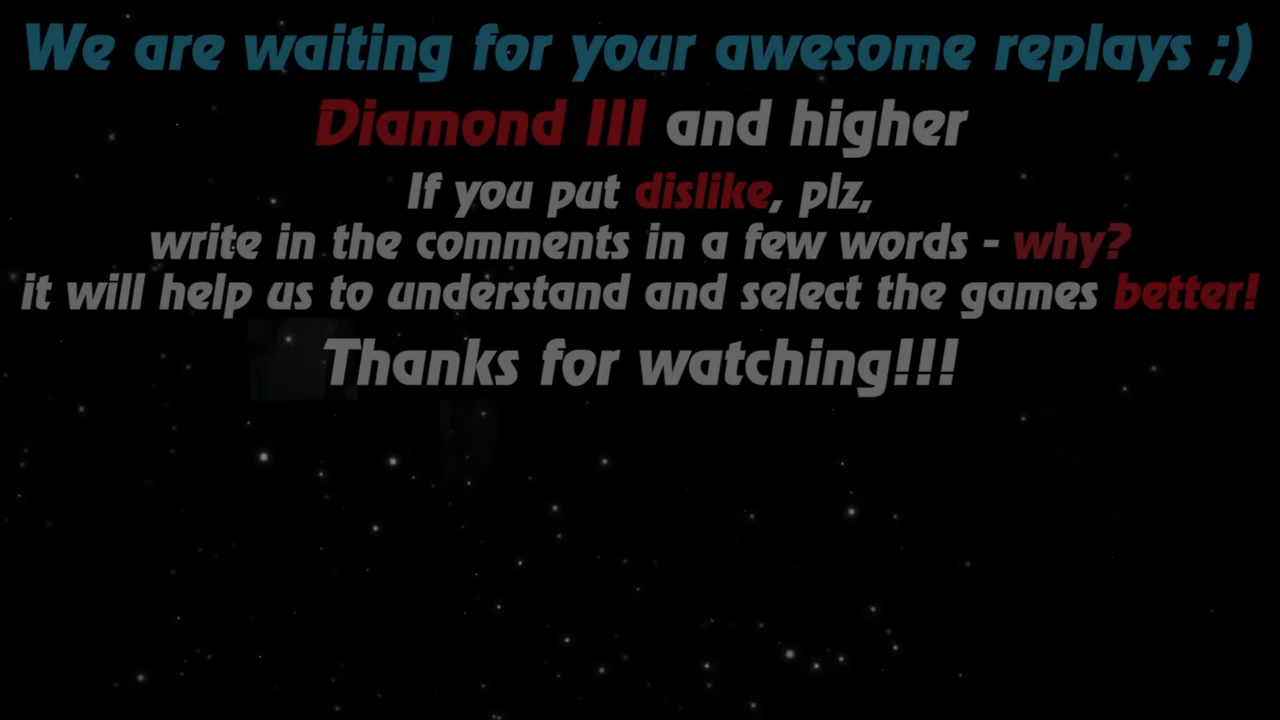 We are waiting for your awesome replays ;)
Diamond III and higher
If you put dislike, plz,
write in the comments in a few words - why?
it will help us to understand and select the games better!
Thanks for watching!!!